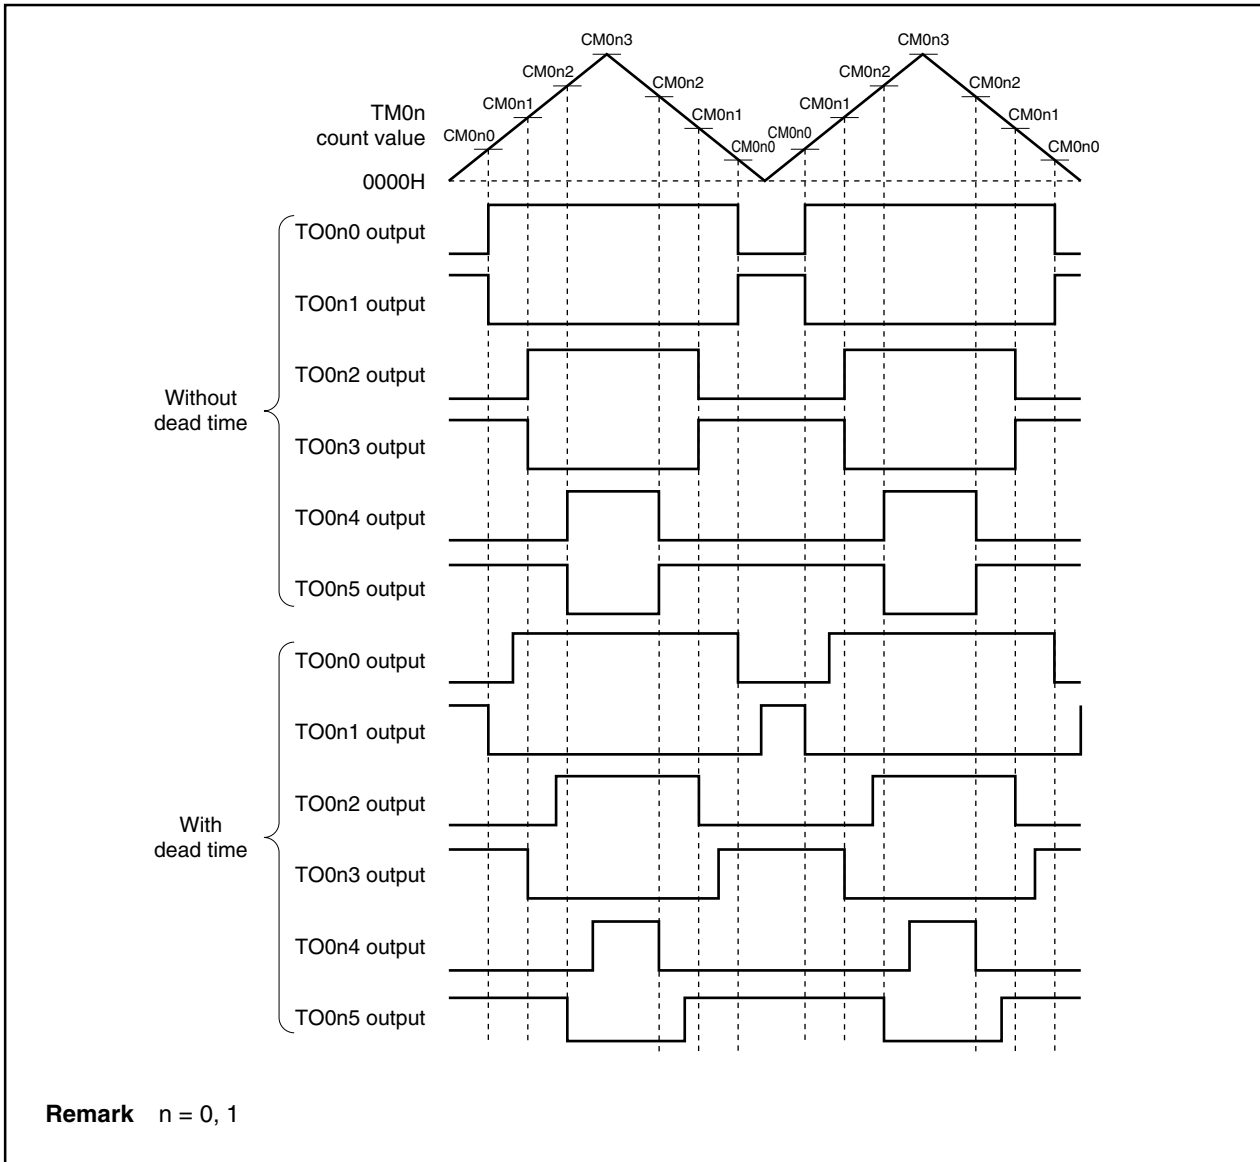 CM0n3
CM0n3
CM0n2
CM0n2
CM0n2
CM0n2
CM0n1
CM0n1
CM0n1
CM0n1
TM0n
count value
CM0n0
CM0n0
CM0n0
CM0n0
0000H
Without
dead time
TO0n0 output
TO0n1 output
TO0n2 output
TO0n3 output
TO0n4 output
TO0n5 output
With
dead time
TO0n0 output
TO0n1 output
TO0n2 output
TO0n3 output
TO0n4 output
TO0n5 output
Remark n = 0, 1